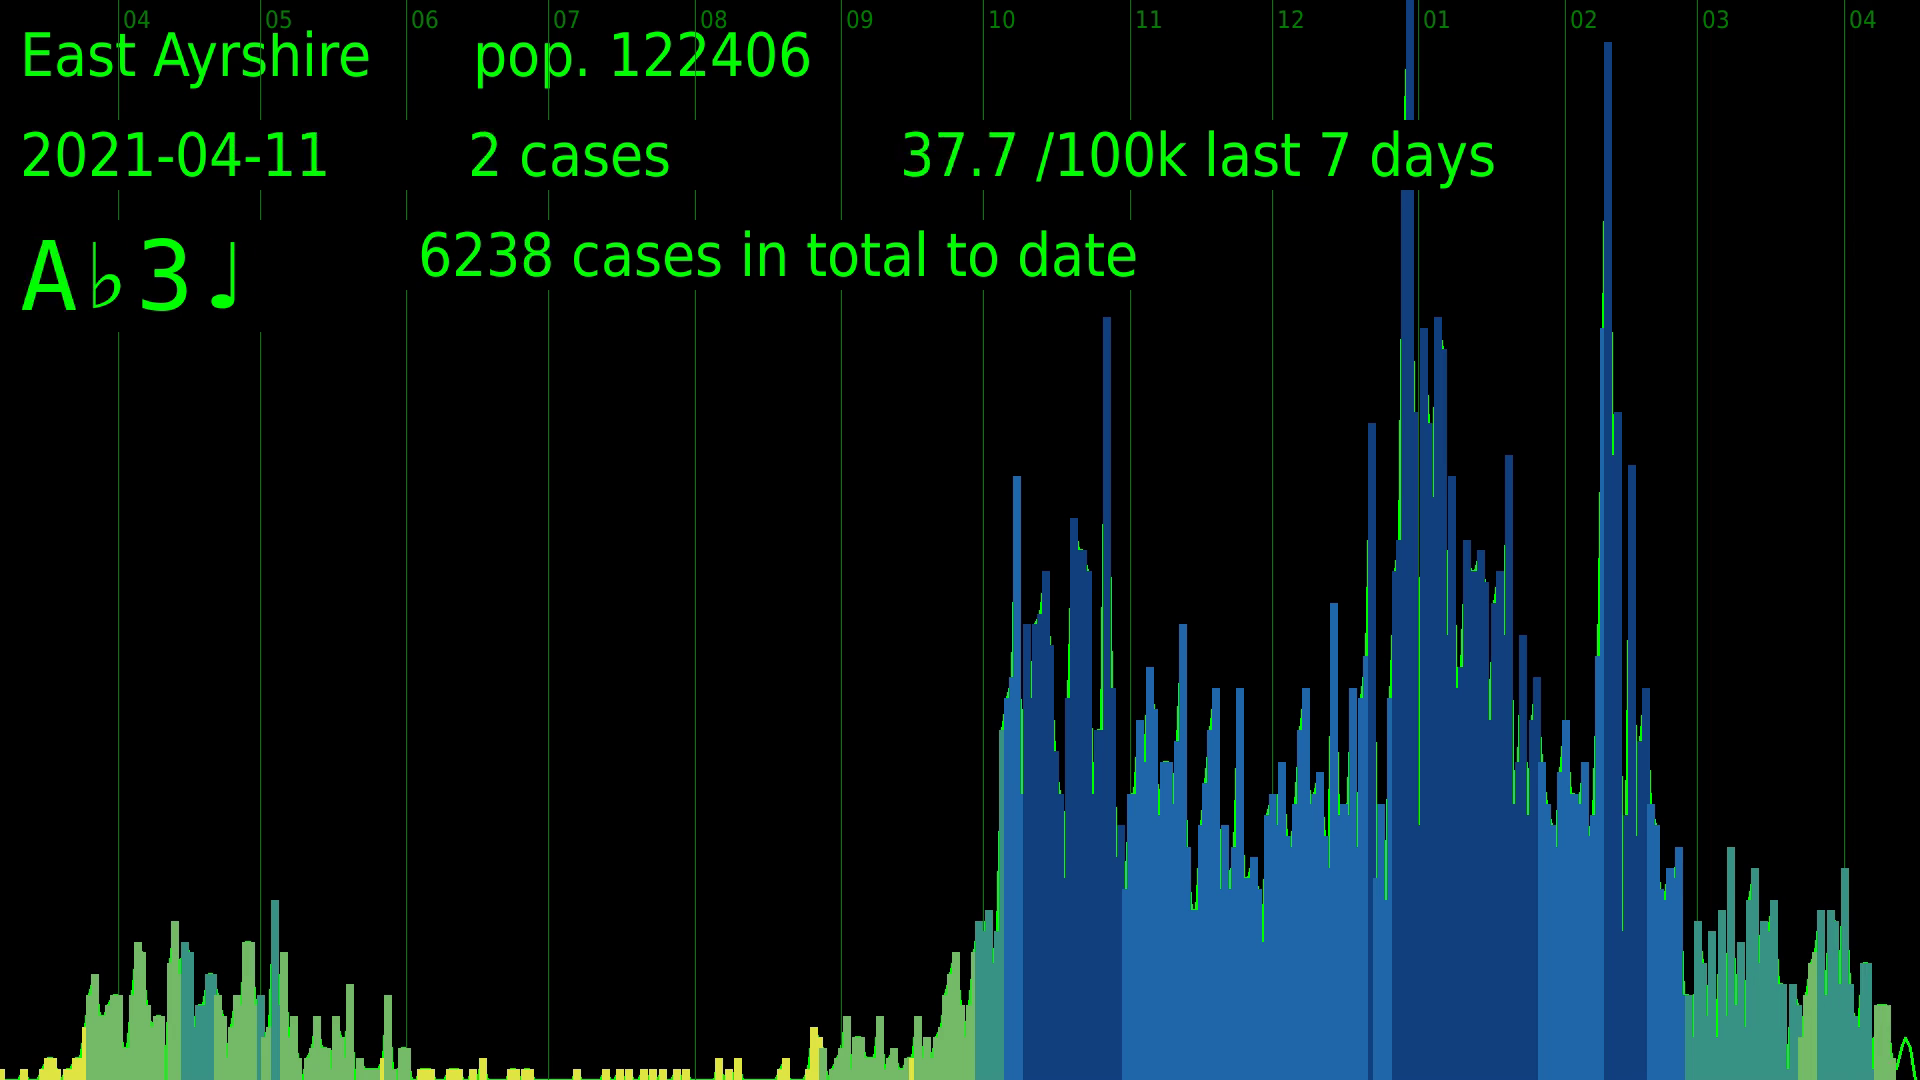 04 05 06 07 08 09 10 11 12 01 02 03 04
East Ayrshire pop. 122406
2021-04-11 2 cases 37.7 /100k last 7 days
A♭3♩ 6238 cases in total to date